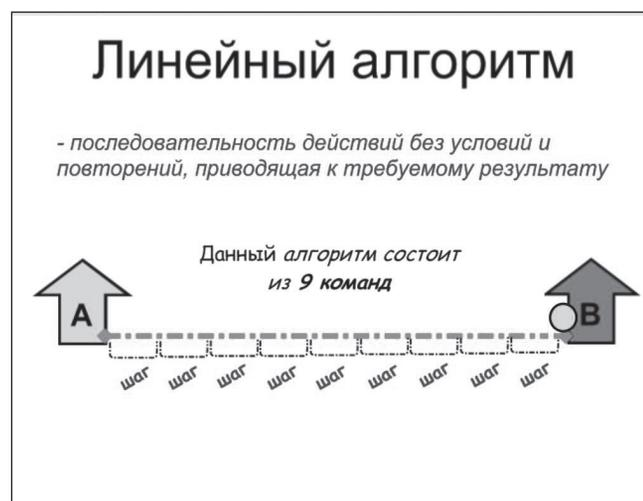 Линейный алгоритм
- последовательность действий без условий и
повторений, приводящая к требуемому результату
Данный алгоритм состоит
из 9 команд
А
В
шаг шаг шаг шаг шаг шаг шаг шаг шаг